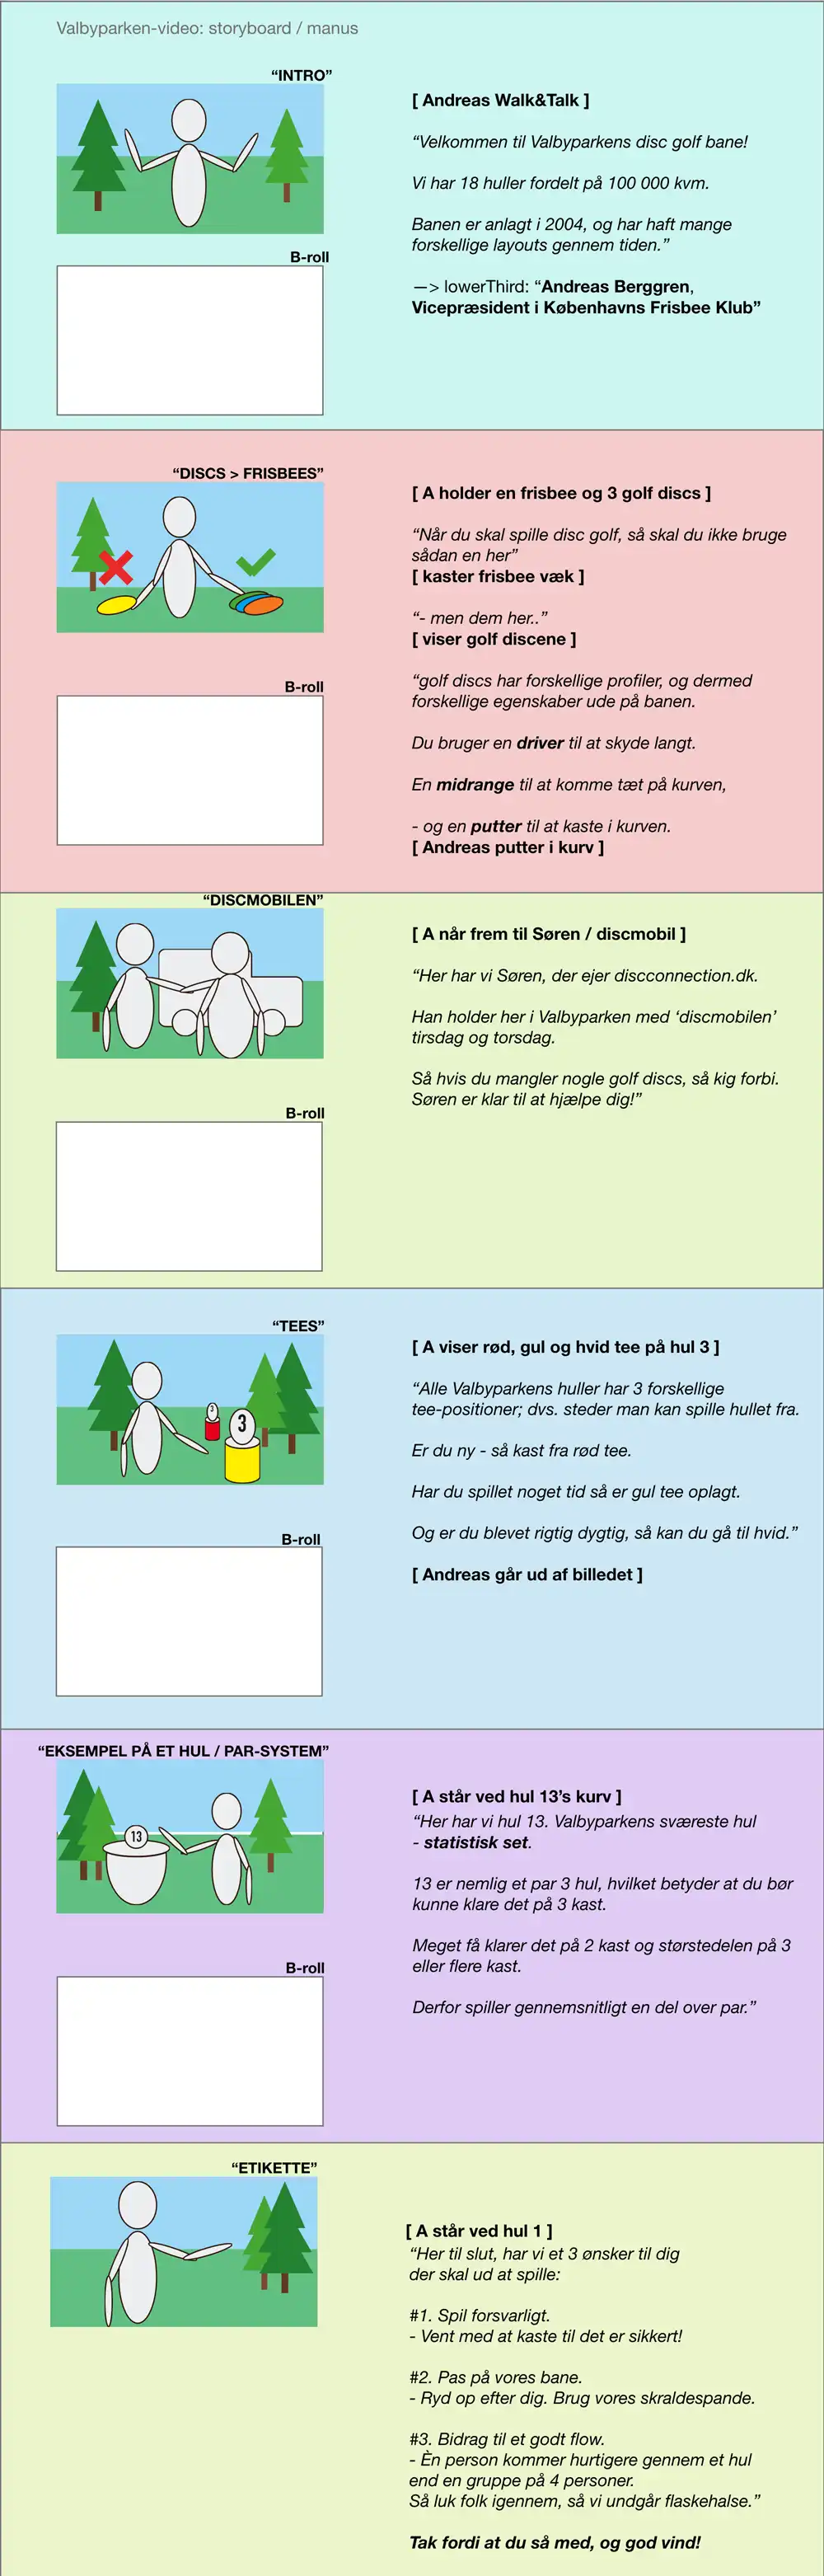 Valbyparken-video: storyboard / manus
“INTRO”
[ Andreas Walk&Talk ]
“Velkommen til Valbyparkens disc golf bane!
Vi har 18 huller fordelt på 100 000 kvm.
Banen er anlagt i 2004, og har haft mange
forskellige layouts gennem tiden.”
B-roll
—> lowerThird: “Andreas Berggren,
Vicepræsident i Københavns Frisbee Klub”
“DISCS > FRISBEES”
[ A holder en frisbee og 3 golf discs ]
“Når du skal spille disc golf, så skal du ikke bruge
sådan en her”
[ kaster frisbee væk ]
“- men dem her..”
[ viser golf discene ]
B-roll
“golf discs har forskellige profiler, og dermed
forskellige egenskaber ude på banen.
Du bruger en driver til at skyde langt.
En midrange til at komme tæt på kurven,
- og en putter til at kaste i kurven.
[ Andreas putter i kurv ]
“DISCMOBILEN”
[ A når frem til Søren / discmobil ]
“Her har vi Søren, der ejer discconnection.dk.
Han holder her i Valbyparken med ‘discmobilen’
tirsdag og torsdag.
Så hvis du mangler nogle golf discs, så kig forbi.
Søren er klar til at hjælpe dig!”
B-roll
“TEES”
[ A viser rød, gul og hvid tee på hul 3 ]
“Alle Valbyparkens huller har 3 forskellige
tee-positioner; dvs. steder man kan spille hullet fra.
3
3
Er du ny - så kast fra rød tee.
Har du spillet noget tid så er gul tee oplagt.
Og er du blevet rigtig dygtig, så kan du gå til hvid.”
B-roll
[ Andreas går ud af billedet ]
“EKSEMPEL PÅ ET HUL / PAR-SYSTEM”
[ A står ved hul 13’s kurv ]
“Her har vi hul 13. Valbyparkens sværeste hul
- statistisk set.
13
13 er nemlig et par 3 hul, hvilket betyder at du bør
kunne klare det på 3 kast.
Meget få klarer det på 2 kast og størstedelen på 3
eller flere kast.
B-roll
Derfor spiller gennemsnitligt en del over par.”
“ETIKETTE”
[ A står ved hul 1 ]
“Her til slut, har vi et 3 ønsker til dig
der skal ud at spille:
#1. Spil forsvarligt.
- Vent med at kaste til det er sikkert!
#2. Pas på vores bane.
- Ryd op efter dig. Brug vores skraldespande.
#3. Bidrag til et godt flow.
- Èn person kommer hurtigere gennem et hul
end en gruppe på 4 personer.
Så luk folk igennem, så vi undgår flaskehalse.”
Tak fordi at du så med, og god vind!